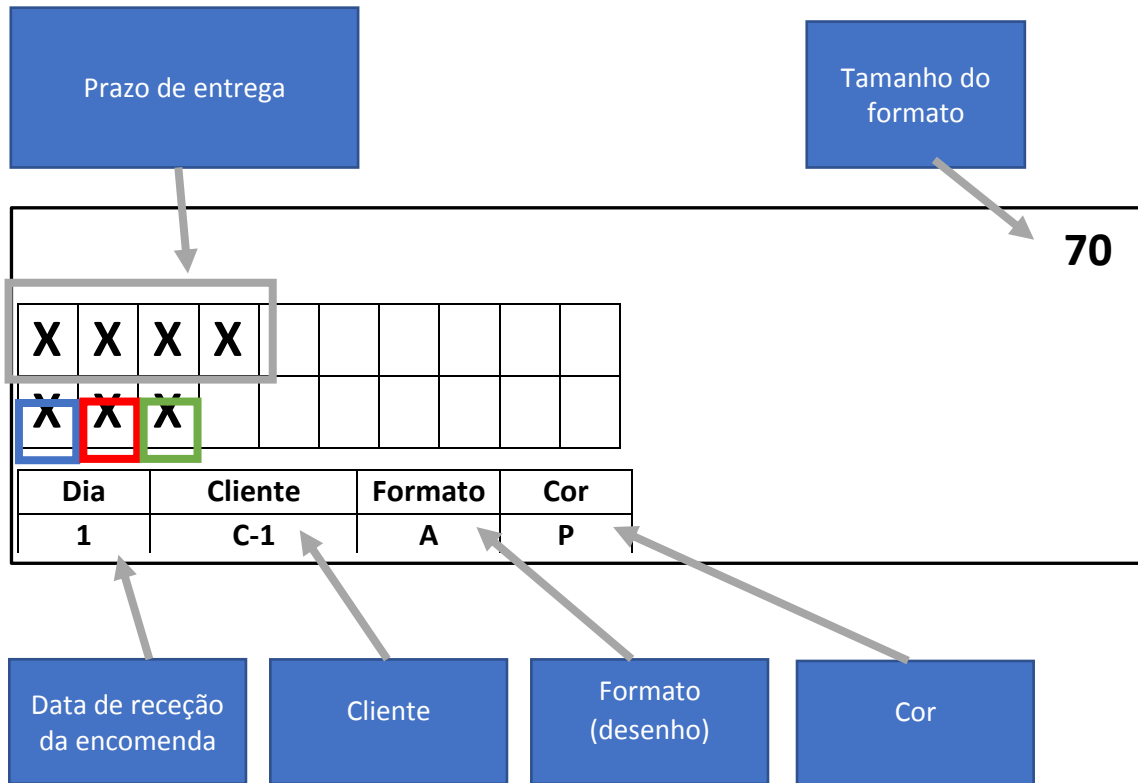 Prazo de entrega
Tamanho do
formato
70
X X X X
X X X
Dia Cliente Formato Cor
1 C-1 A P
Data de receção
da encomenda
Cliente
Formato
(desenho)
Cor